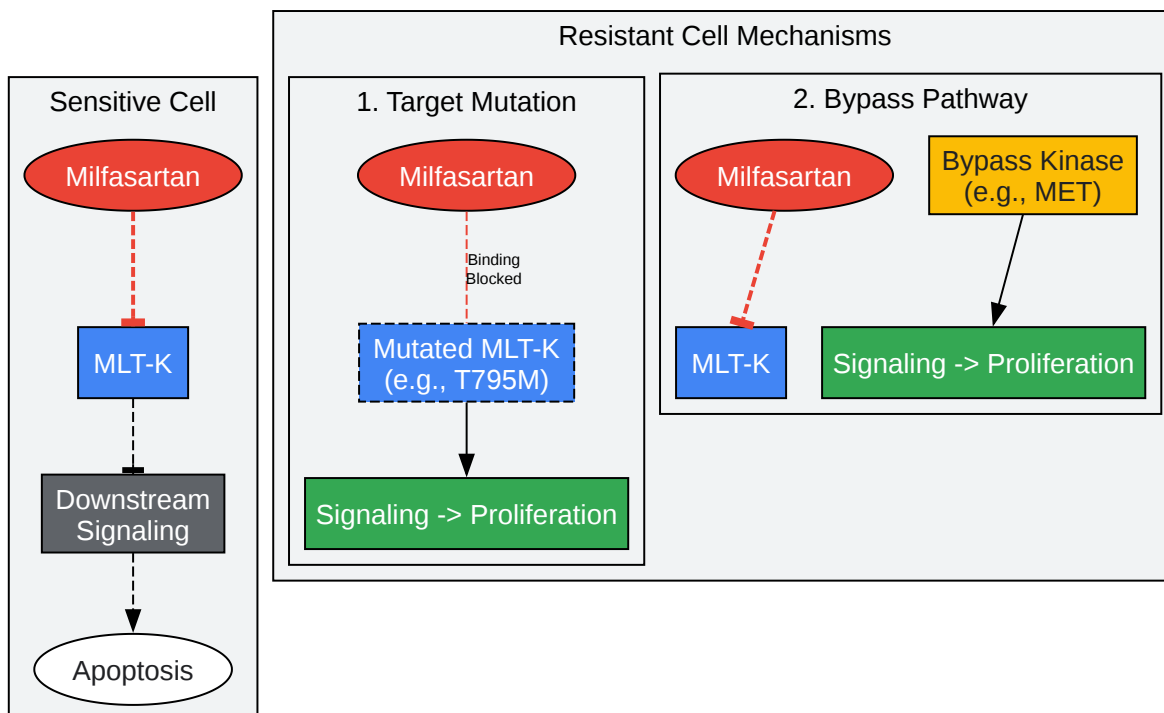 Resistant Cell Mechanisms
Sensitive Cell
Milfasartan
MLT-K
Downstream
Signaling
Apoptosis
1. Target Mutation
Milfasartan
Binding
Blocked
Mutated MLT-K
(e.g., T795M)
Signaling -> Proliferation
2. Bypass Pathway
Milfasartan
MLT-K
Bypass Kinase
(e.g., MET)
Signaling -> Proliferation